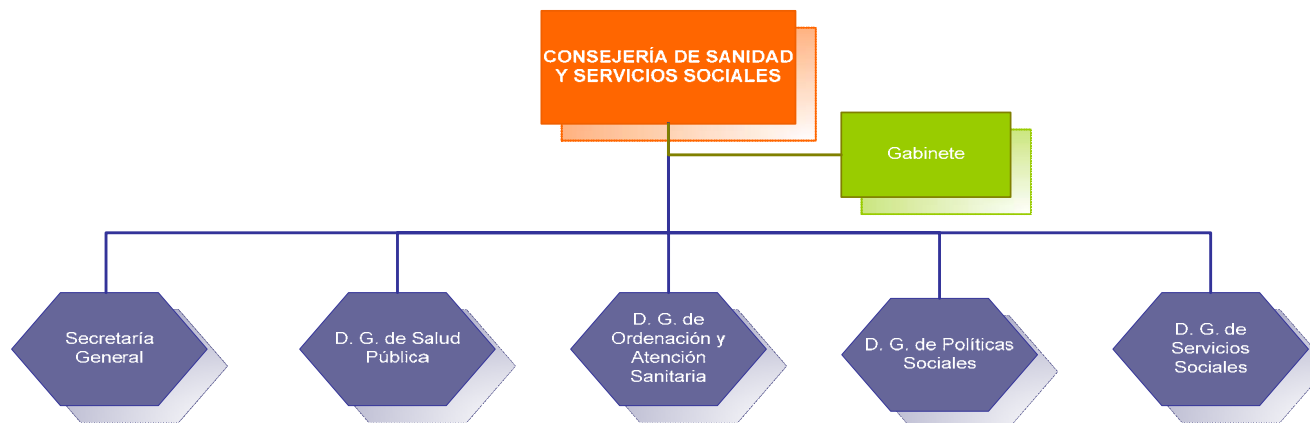 CONSEJERÍA DE SANIDAD
Y SERVICIOS SOCIALES
Gabinete
Secretaría
General
D. G. de Salud
Pública
D. G. de
Ordenación y
Atención
Sanitaria
D. G. de Políticas
Sociales
D. G. de
Servicios
Sociales